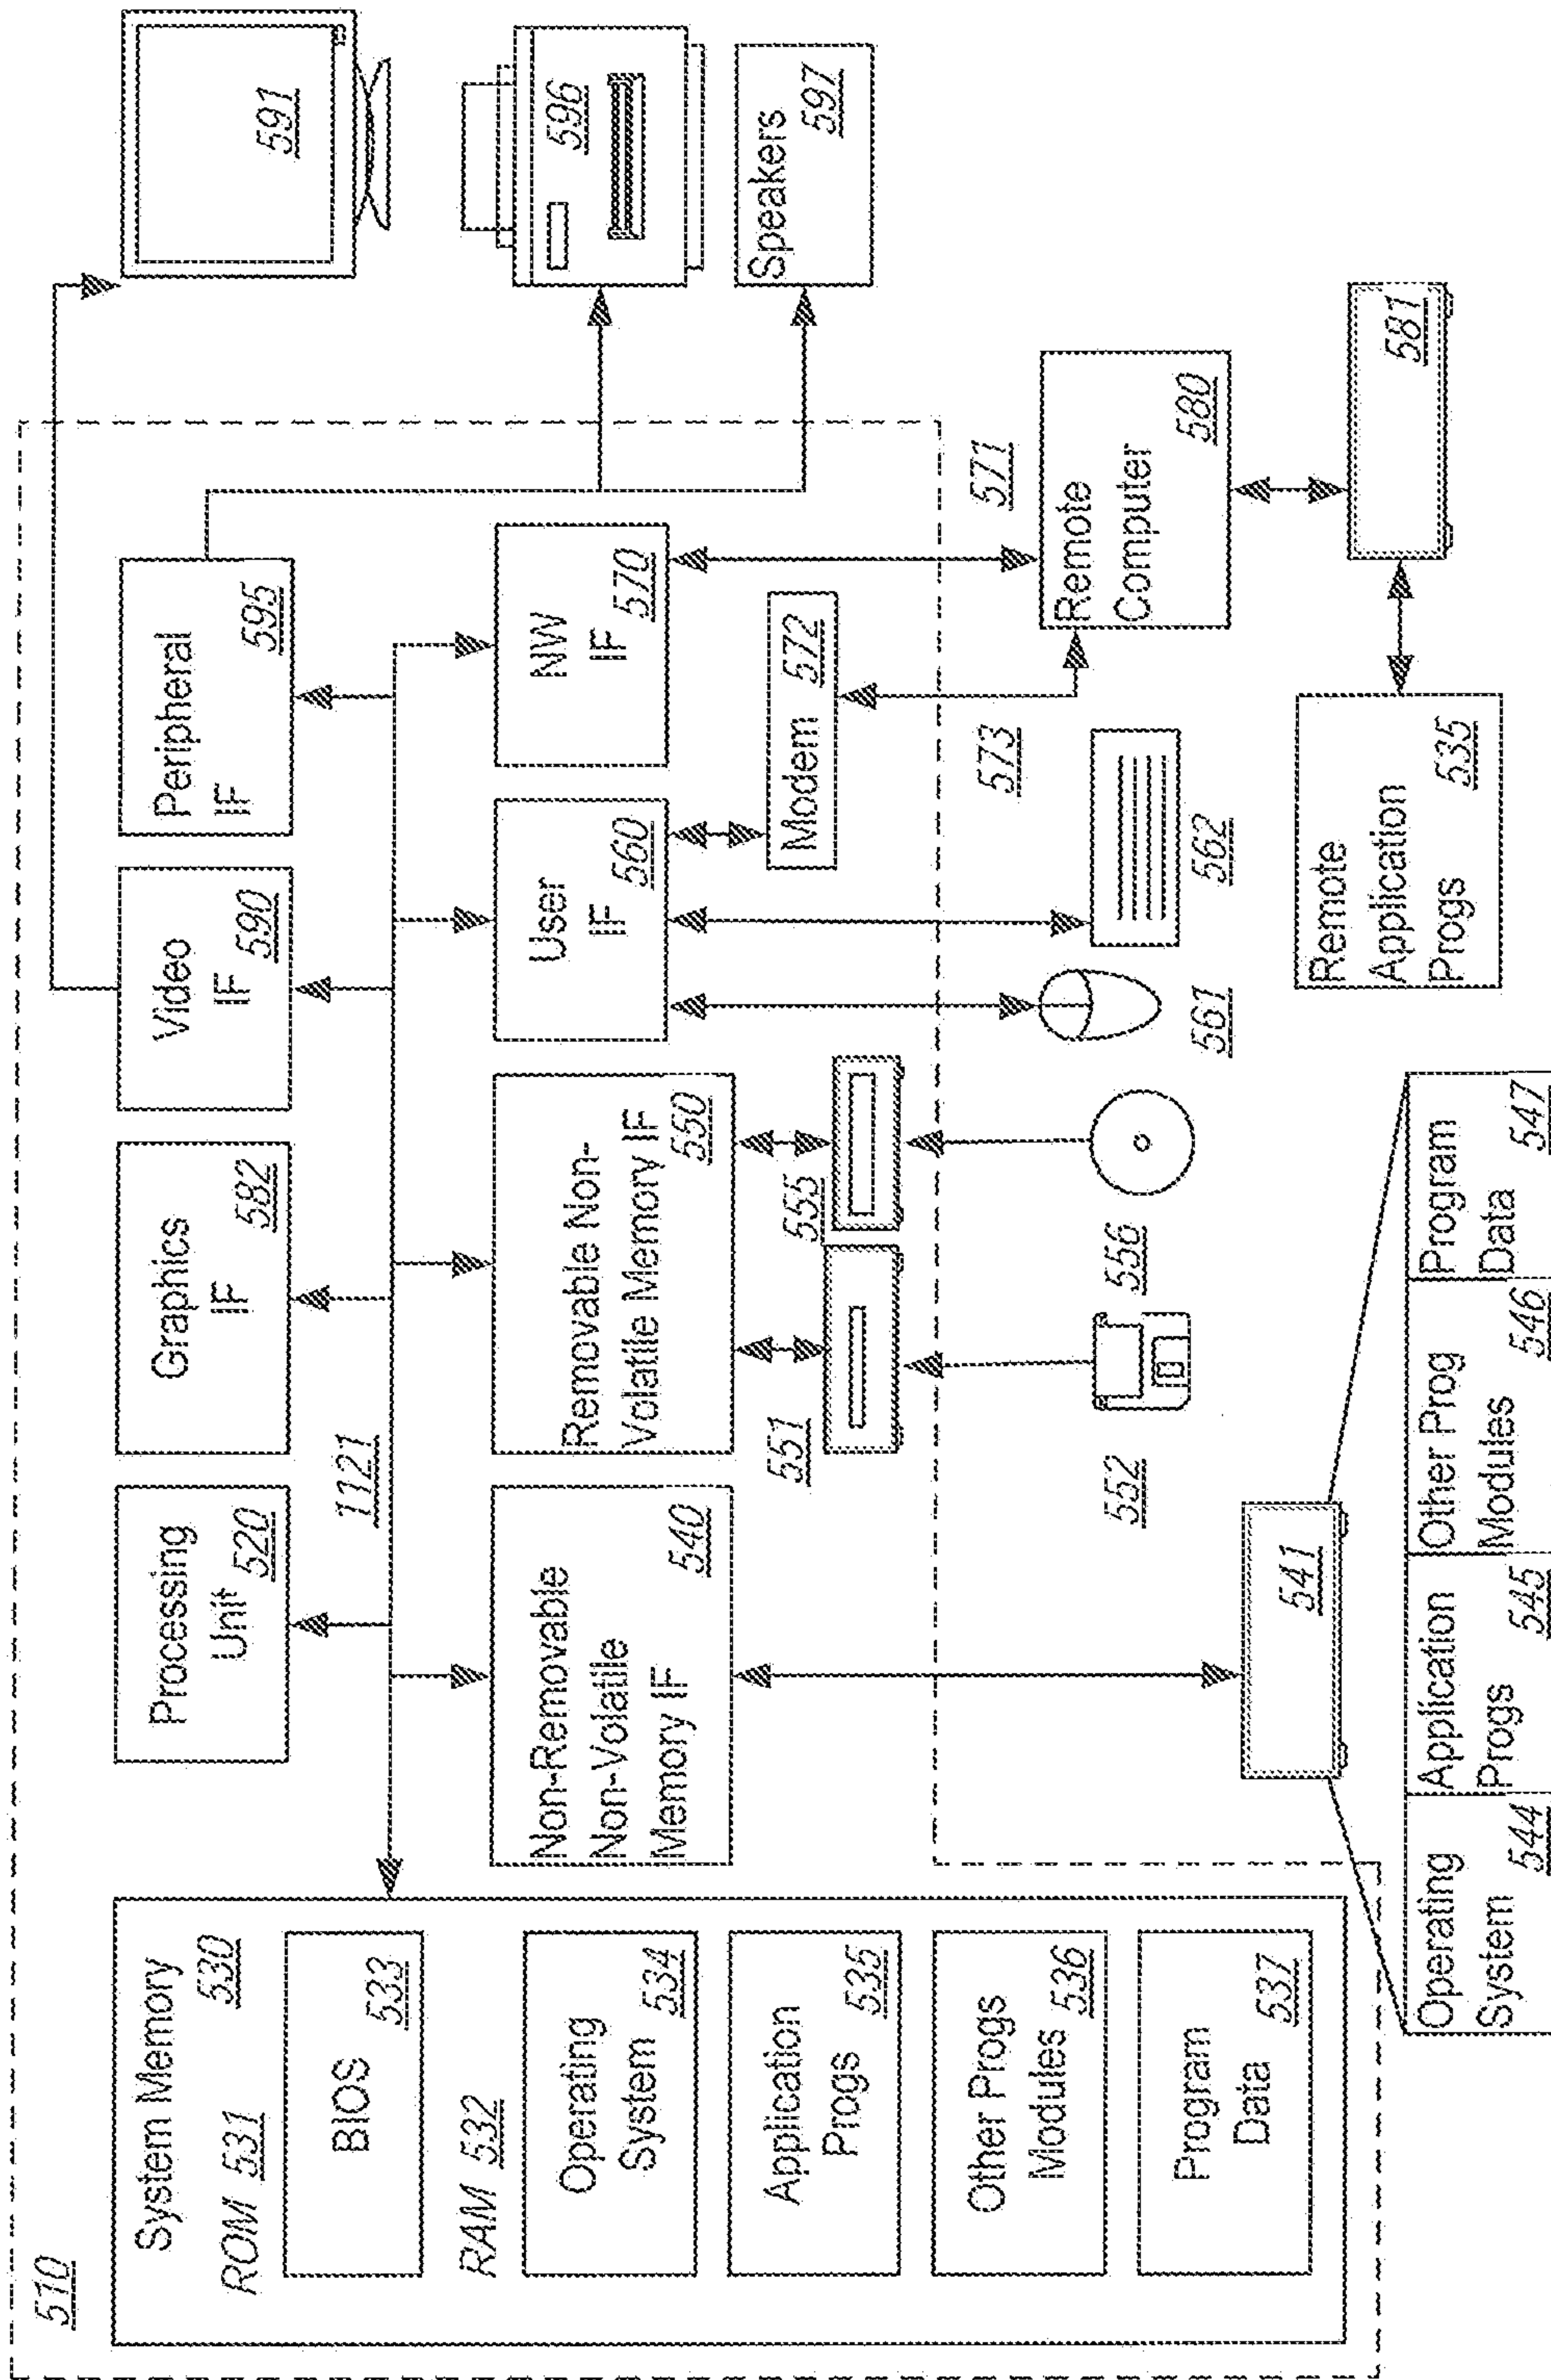 510
System Memory
530
ROM 531
BIOS
533
RAM 532
Operating
System
534
Application
Progs
535
Other Progs
Modules
536
Program
Data
537
Processing
Unit
520
Graphics
IF
582
Video
IF
590
Peripheral
IF
595
1121
Non-Removable
Non-Volatile
Memory IF
540
Removable Non-
Volatile Memory IF
550
User
IF
560
NW
IF
570
551
555
Modem 572
552
556
561
562
573
571
Remote
Computer
580
591
596
Speakers
597
541
581
Operating
System
544
Application
Progs
545
Other Prog
Modules
546
Program
Data
547
Remote
Application
Progs
535